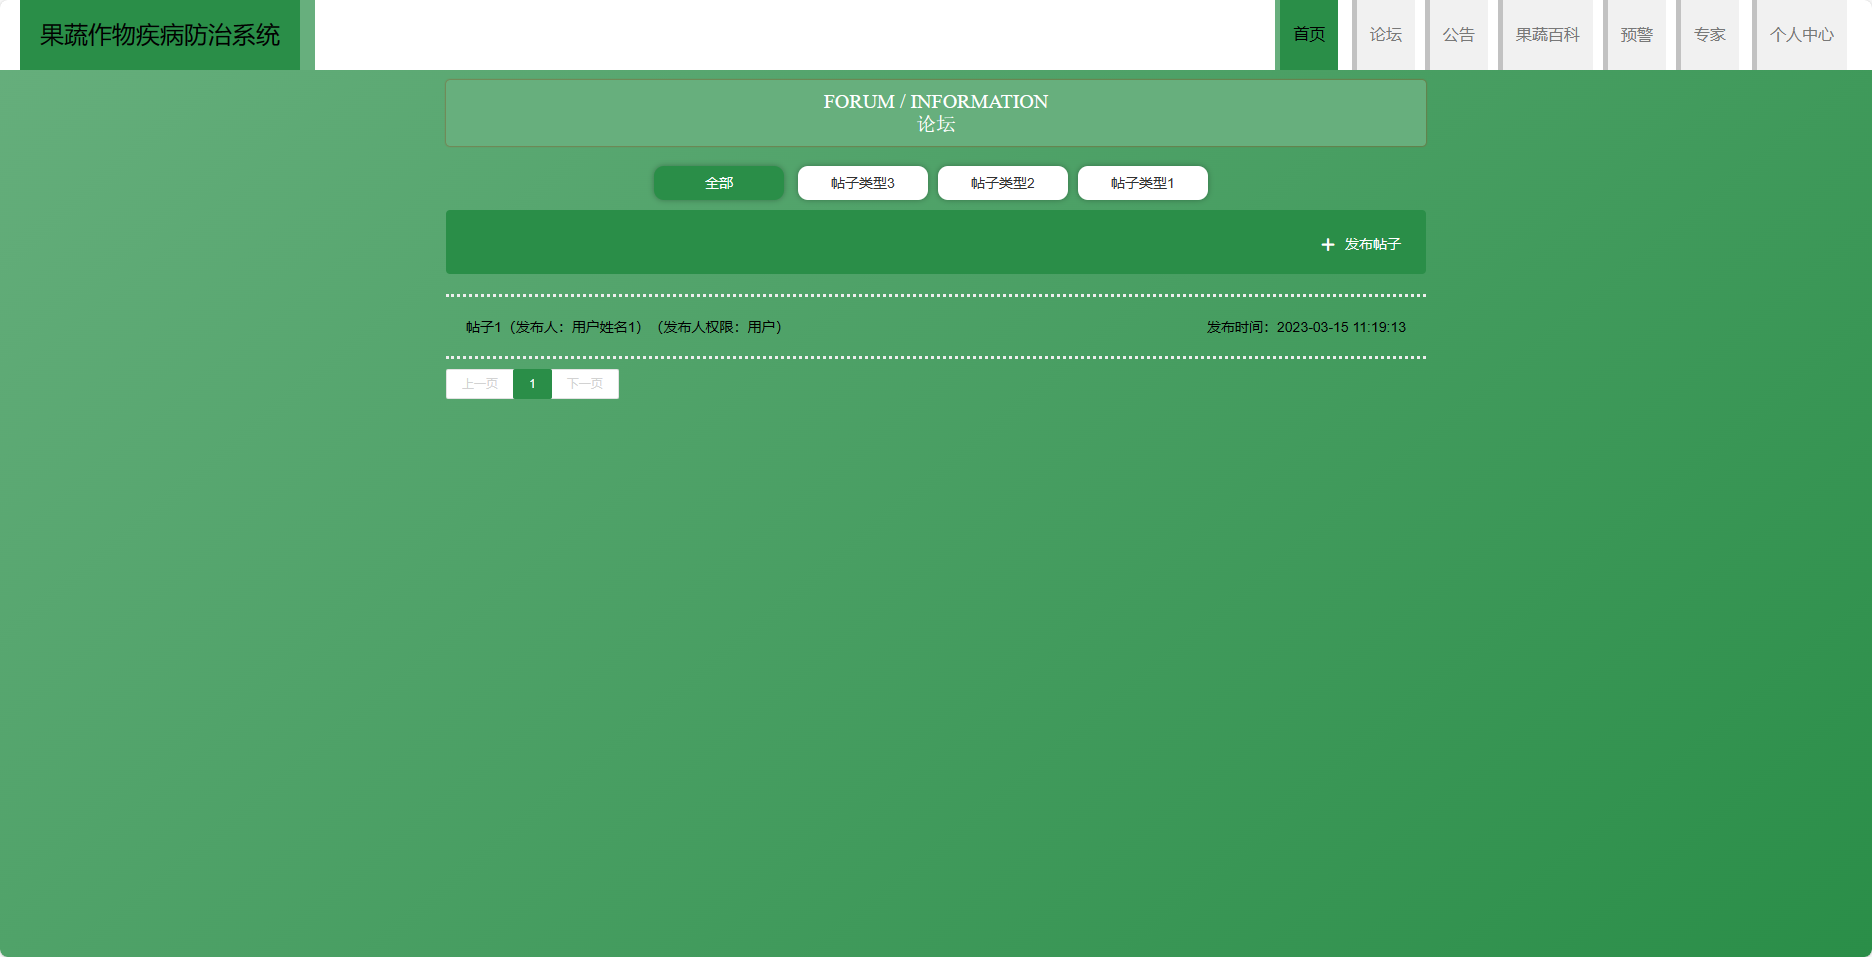 果蔬作物疾病防治系统
首页 论坛 公告 果蔬百科 预警 专家 个人中心
FORUM / INFORMATION
论坛
全部 帖子类型3 帖子类型2 帖子类型1
+ 发布帖子
帖子1（发布人：用户姓名1）（发布人权限：用户） 发布时间：2023-03-15 11:19:13
上一页 1 下一页